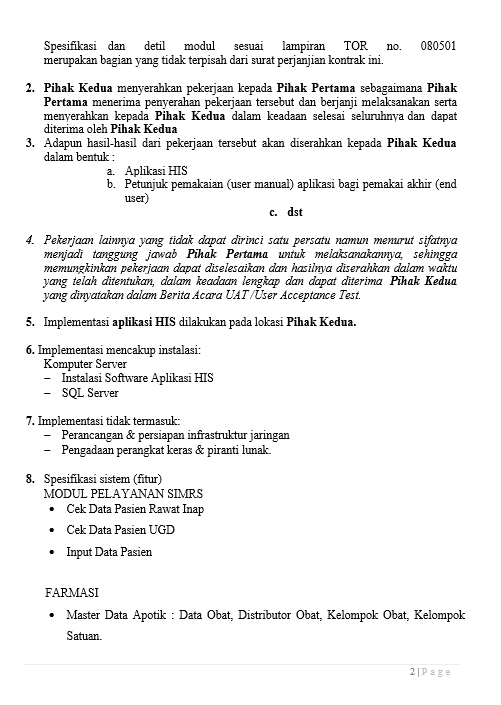 Spesifikasi dan detil modul sesuai lampiran TOR no. 080501
merupakan bagian yang tidak terpisah dari surat perjanjian kontrak ini.
2. Pihak Kedua menyerahkan pekerjaan kepada Pihak Pertama sebagaimana Pihak
Pertama menerima penyerahan pekerjaan tersebut dan berjanji melaksanakan serta
menyerahkan kepada Pihak Kedua dalam keadaan selesai seluruhnya dan dapat
diterima oleh Pihak Kedua
3. Adapun hasil-hasil dari pekerjaan tersebut akan diserahkan kepada Pihak Kedua
dalam bentuk :
a. Aplikasi HIS
b. Petunjuk pemakaian (user manual) aplikasi bagi pemakai akhir (end
user)
c. dst
4. Pekerjaan lainnya yang tidak dapat dirinci satu persatu namun menurut sifatnya
menjadi tanggung jawab Pihak Pertama untuk melaksanakannya, sehingga
memungkinkan pekerjaan dapat diselesaikan dan hasilnya diserahkan dalam waktu
yang telah ditentukan, dalam keadaan lengkap dan dapat diterima Pihak Kedua
yang dinyatakan dalam Berita Acara UAT /User Acceptance Test.
5. Implementasi aplikasi HIS dilakukan pada lokasi Pihak Kedua.
6. Implementasi mencakup instalasi:
Komputer Server
– Instalasi Software Aplikasi HIS
– SQL Server
7. Implementasi tidak termasuk:
– Perancangan & persiapan infrastruktur jaringan
– Pengadaan perangkat keras & piranti lunak.
8. Spesifikasi sistem (fitur)
MODUL PELAYANAN SIMRS
• Cek Data Pasien Rawat Inap
• Cek Data Pasien UGD
• Input Data Pasien
FARMASI
• Master Data Apotik : Data Obat, Distributor Obat, Kelompok Obat, Kelompok
Satuan.
2 | P a g e